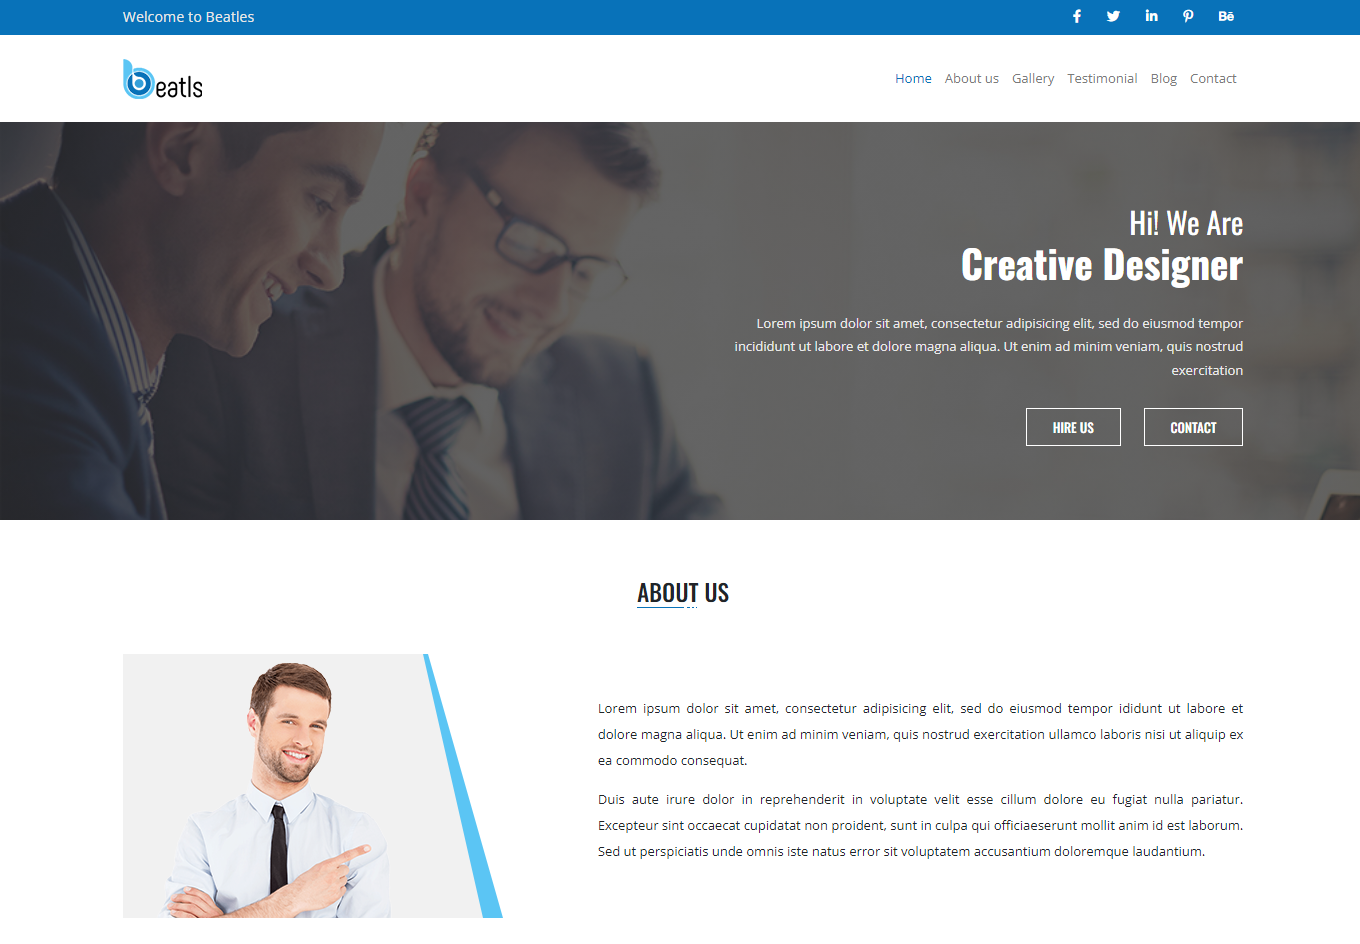 Welcome to Beatles
Bē
beatls
Home About us Gallery Testimonial Blog Contact
Hi! We Are
Creative Designer
Lorem ipsum dolor sit amet, consectetur adipisicing elit, sed do eiusmod tempor
incididunt ut labore et dolore magna aliqua. Ut enim ad minim veniam, quis nostrud
exercitation
HIRE US CONTACT
ABOUT US
Lorem ipsum dolor sit amet, consectetur adipisicing elit, sed do eiusmod tempor ididunt ut labore et
dolore magna aliqua. Ut enim ad minim veniam, quis nostrud exercitation ullamco laboris nisi ut aliquip ex
ea commodo consequat.
Duis aute irure dolor in reprehenderit in voluptate velit esse cillum dolore eu fugiat nulla pariatur.
Excepteur sint occaecat cupidatat non proident, sunt in culpa qui officiaeserunt mollit anim id est laborum.
Sed ut perspiciatis unde omnis iste natus error sit voluptatem accusantium doloremque laudantium.